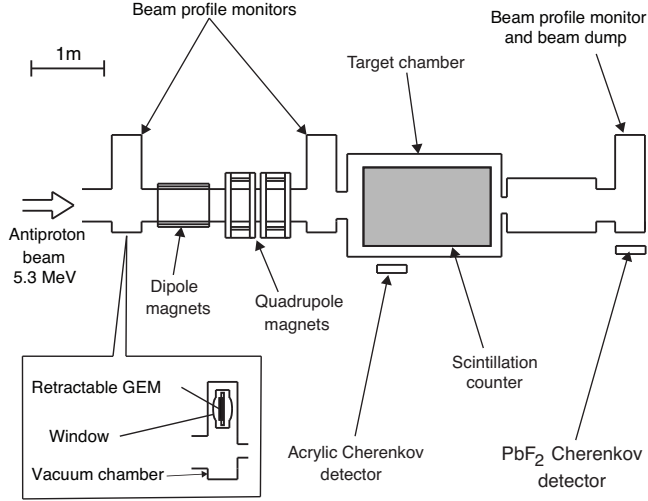 Beam profile monitors
Beam profile monitor
and beam dump
1m
Target chamber
Antiproton
beam
5.3 MeV
Dipole
magnets
Quadrupole
magnets
Scintillation
counter
Retractable GEM
Window
Vacuum chamber
Acrylic Cherenkov
detector
PbF2 Cherenkov
detector